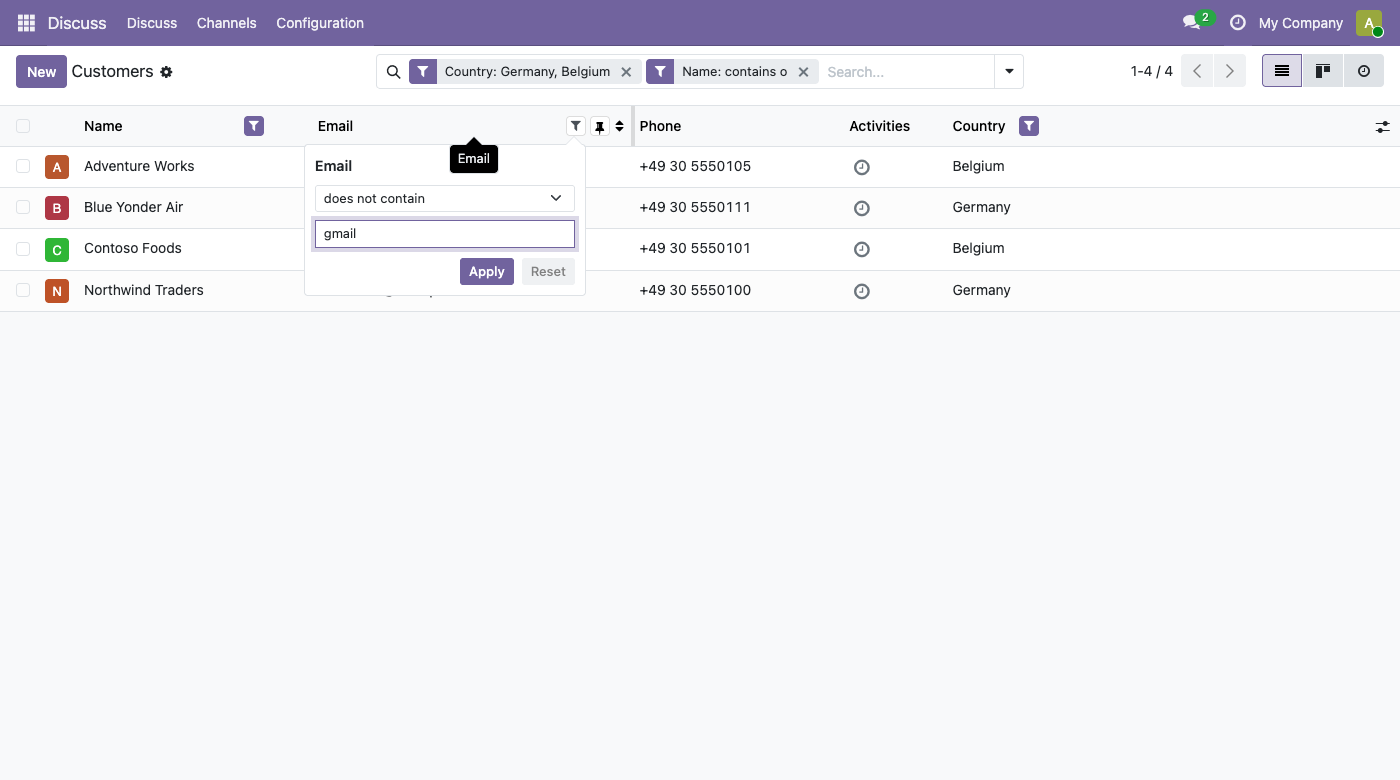 Discuss Discuss Channels Configuration 2 My Company A
New Customers Country: Germany, Belgium Name: contains o Search... 1-4 / 4
Name Email Phone Activities Country
A Adventure Works +49 30 5550105 Belgium
Email
Email
does not contain
B Blue Yonder Air +49 30 5550111 Germany
gmail
C Contoso Foods +49 30 5550101 Belgium
Apply Reset
N Northwind Traders +49 30 5550100 Germany